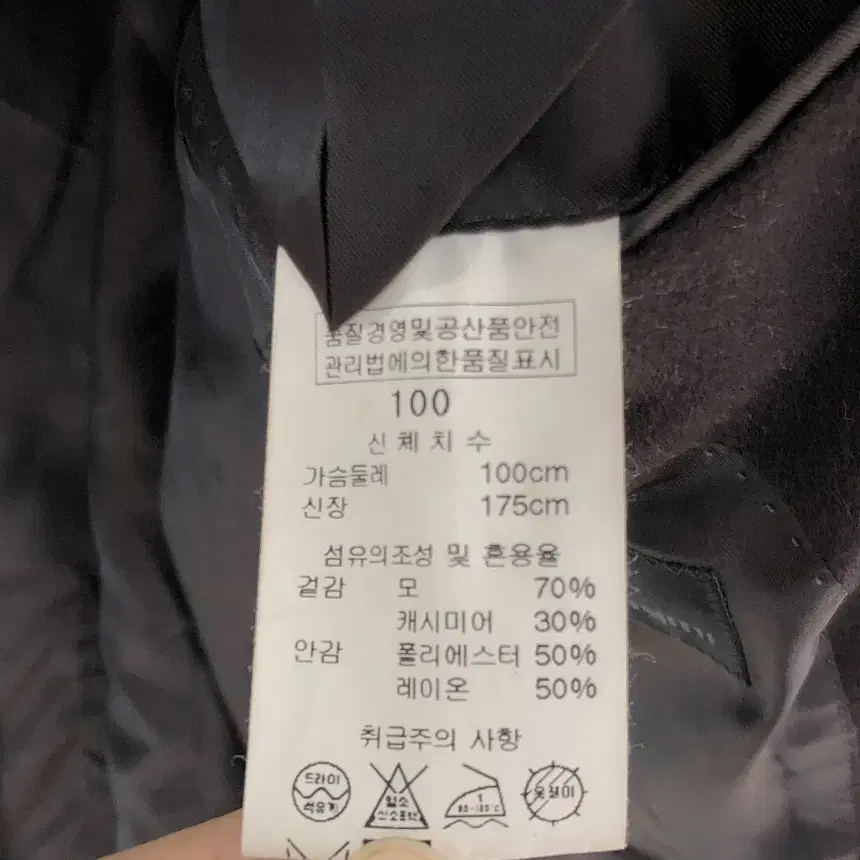 품질경영및공산품안전
관리법에의한품질표시
100
신체치수
가슴둘레 100cm
신장 175cm
섬유의조성 및 혼용율
겉감 모 70%
캐시미어 30%
안감 폴리에스터 50%
레이온 50%
취급주의 사항
드라이
석유계
염소
산소표백
옷걸이